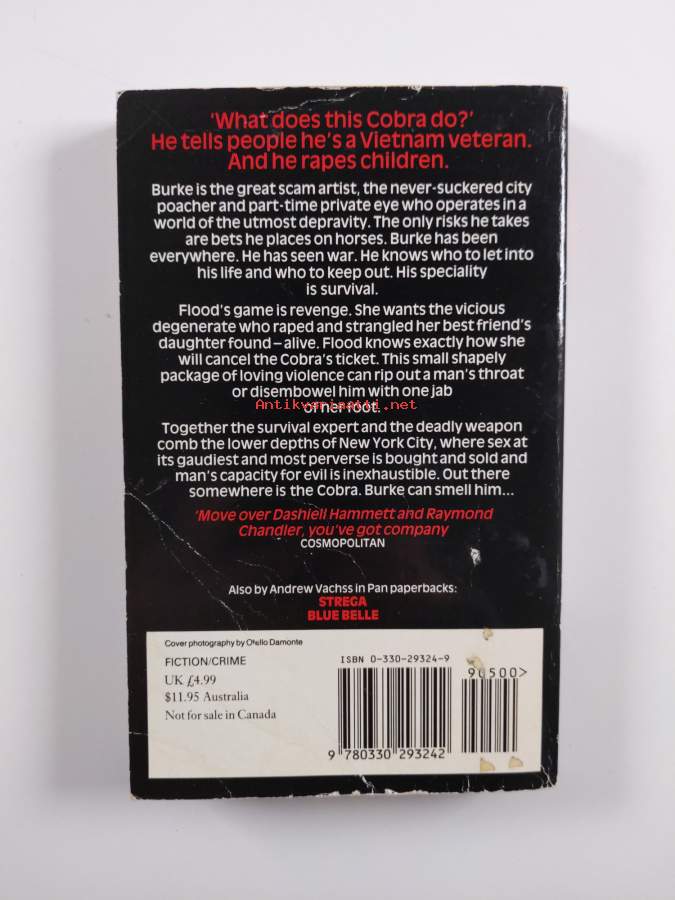 'What does this Cobra do?'
He tells people he's a Vietnam veteran.
And he rapes children.
Burke is the great scam artist, the never-suckered city
poacher and part-time private eye who operates in a
world of the utmost depravity. The only risks he takes
are bets he places on horses. Burke has been
everywhere. He has seen war. He knows who to let into
his life and who to keep out. His speciality
is survival.
Flood's game is revenge. She wants the vicious
degenerate who raped and strangled her best friend's
daughter found – alive. Flood knows exactly how she
will cancel the Cobra's ticket. This small shapely
package of loving violence can rip out a man's throat
or disembowel him with one jab
Antikvariaatti.net
of her foot.
Together the survival expert and the deadly weapon
comb the lower depths of New York City, where sex at
its gaudiest and most perverse is bought and sold and
man's capacity for evil is inexhaustible. Out there
somewhere is the Cobra. Burke can smell him...
'Move over Dashiell Hammett and Raymond
Chandler, you've got company
COSMOPOLITAN
Also by Andrew Vachss in Pan paperbacks:
STREGA
BLUE BELLE
Cover photography by Otello Damonte
FICTION/CRIME
UK £4.99
$11.95 Australia
Not for sale in Canada
ISBN 0-330-29324-9
90500>
9 780330 293242